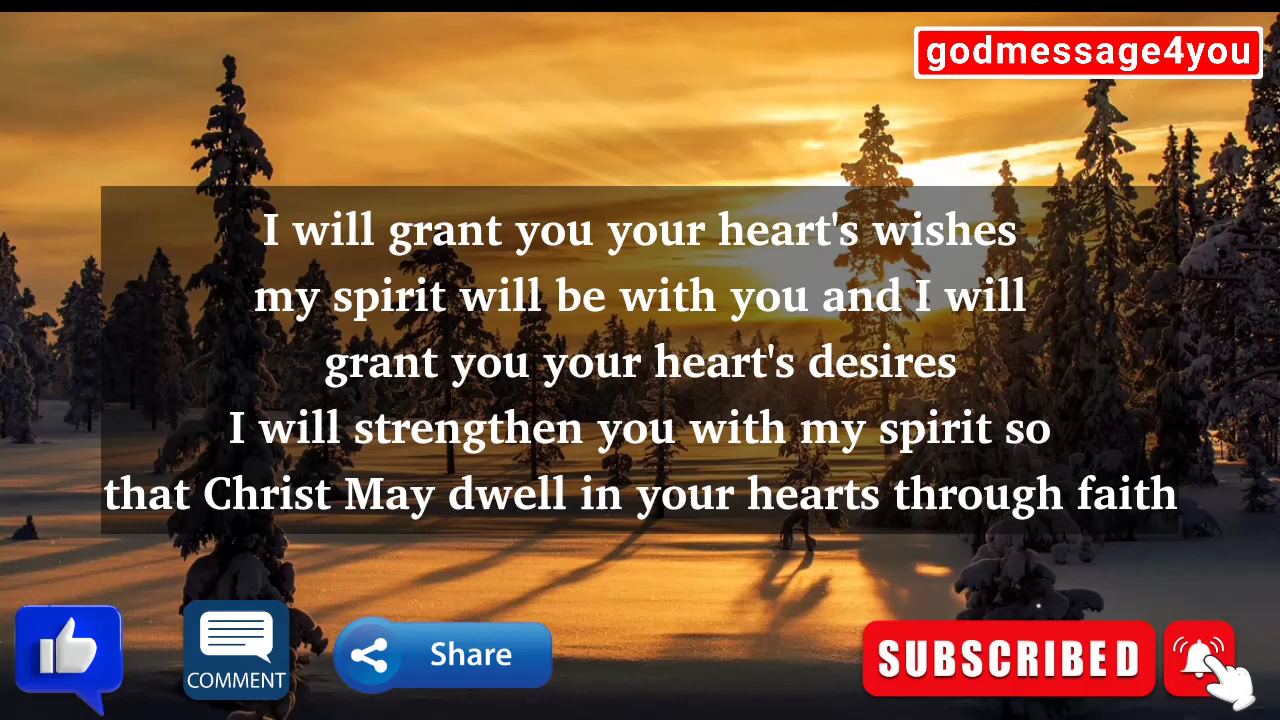 godmessage4you
I will grant you your heart's wishes
my spirit will be with you and I will
grant you your heart's desires
I will strengthen you with my spirit so
that Christ May dwell in your hearts through faith
COMMENT
Share
SUBSCRIBED